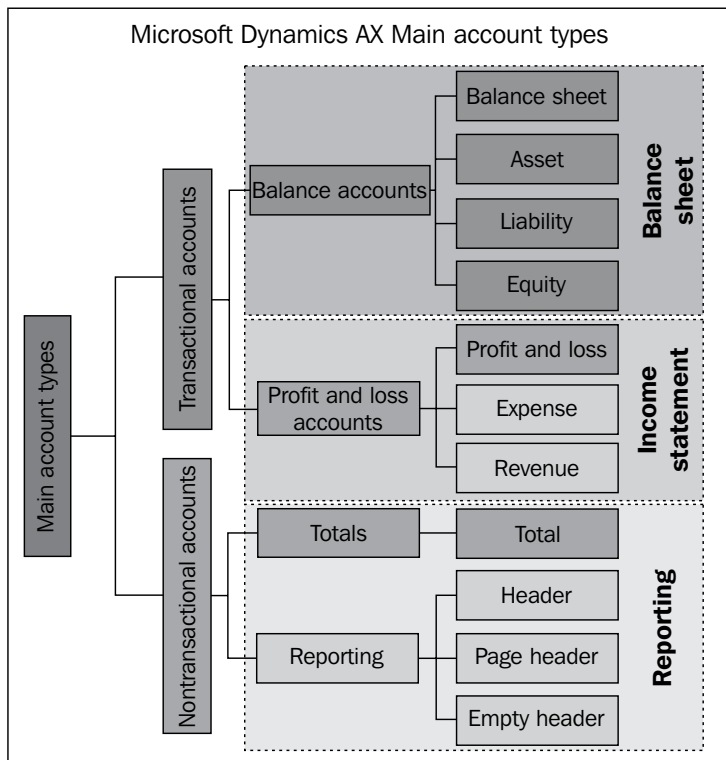 Microsoft Dynamics AX Main account types
Main account types
Transactional accounts
Balance accounts
Balance sheet
Asset
Liability
Equity
Balance
sheet
Profit and loss
accounts
Profit and loss
Expense
Revenue
Income
statement
Nontransactional accounts
Totals
Total
Reporting
Header
Page header
Empty header
Reporting